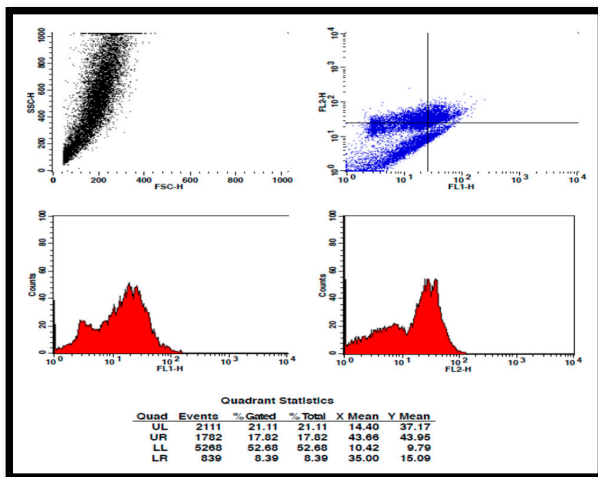 1000
800
600
400
200
0
SSC-H
0 200 400 600 800 1000
FSC-H
10 4
10 3
10 2
10 1
10 0
FL2-H
10 0 10 1 10 2 10 3 10 4
FL1-H
100
80
60
40
20
0
Counts
10 0 10 1 10 2 10 3 10 4
FL1-H
100
80
60
40
20
0
Counts
10 0 10 1 10 2 10 3 10 4
FL2-H
Quadrant Statistics
Quad Events % Gated % Total X Mean Y Mean
UL 2111 21.11 21.11 14.40 37.17
UR 1782 17.82 17.82 43.66 43.95
LL 5268 52.68 52.68 10.42 9.79
LR 839 8.39 8.39 35.00 15.09